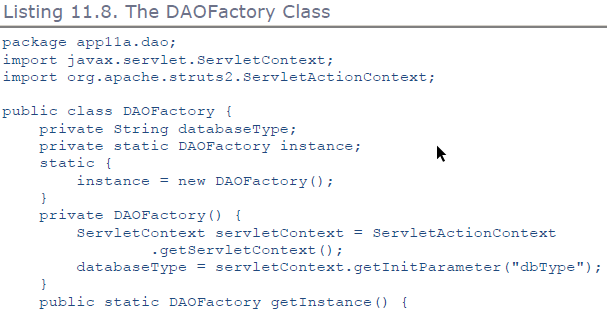 Listing 11.8. The DAOFactory Class
package app11a.dao;
import javax.servlet.ServletContext;
import org.apache.struts2.ServletActionContext;
public class DAOFactory {
private String databaseType;
private static DAOFactory instance;
static {
instance = new DAOFactory();
}
private DAOFactory() {
ServletContext servletContext = ServletActionContext
.getServletContext();
databaseType = servletContext.getInitParameter("dbType");
}
public static DAOFactory getInstance() {